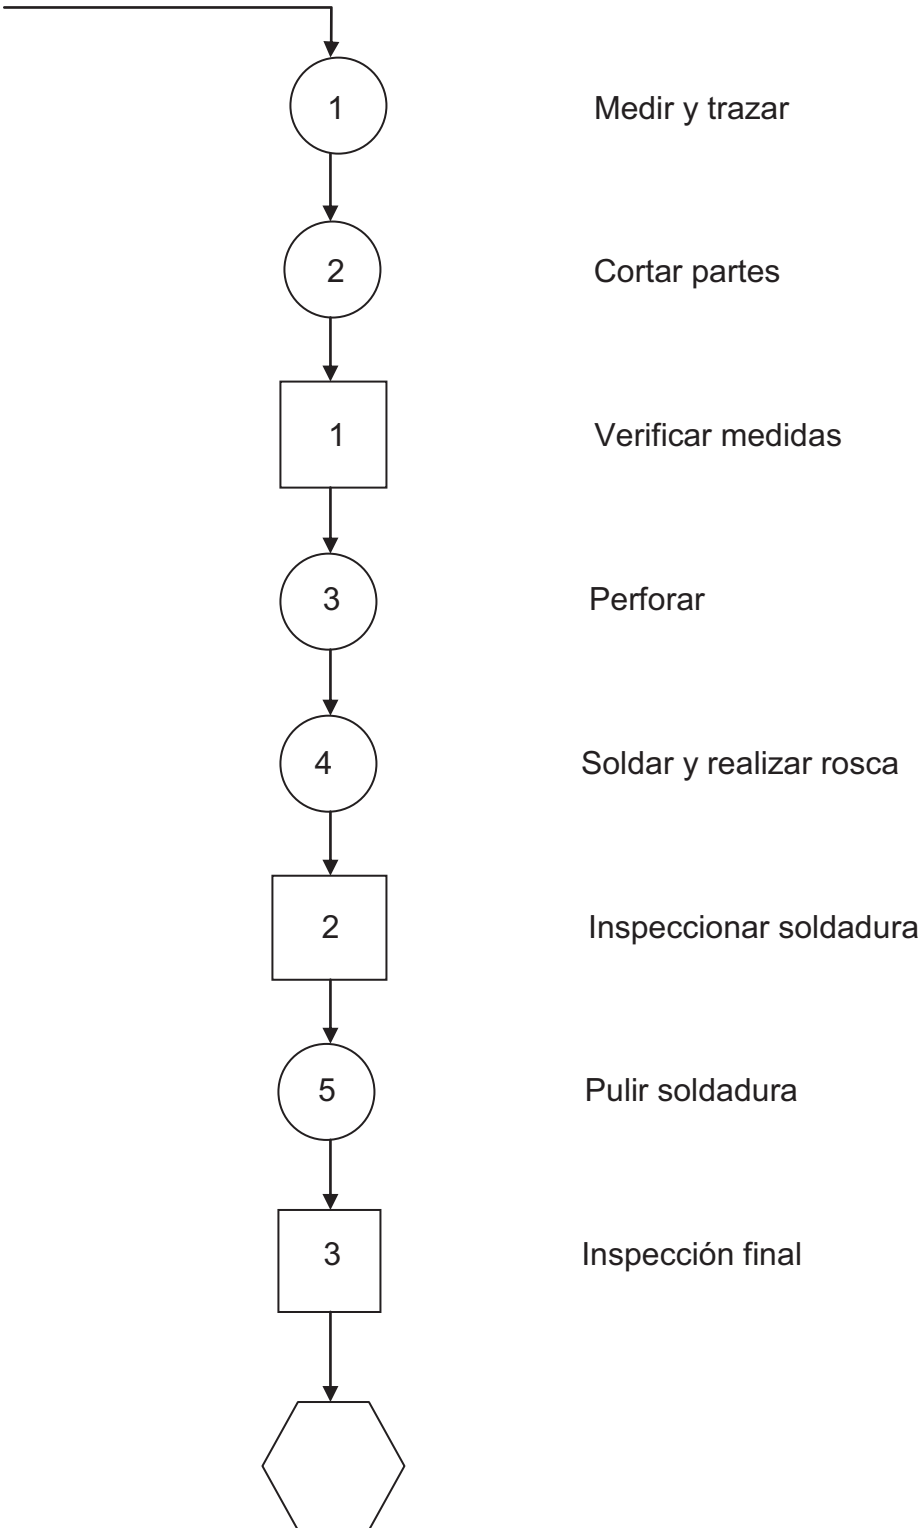 1 Medir y trazar
2 Cortar partes
1 Verificar medidas
3 Perforar
4 Soldar y realizar rosca
2 Inspeccionar soldadura
5 Pulir soldadura
3 Inspección final